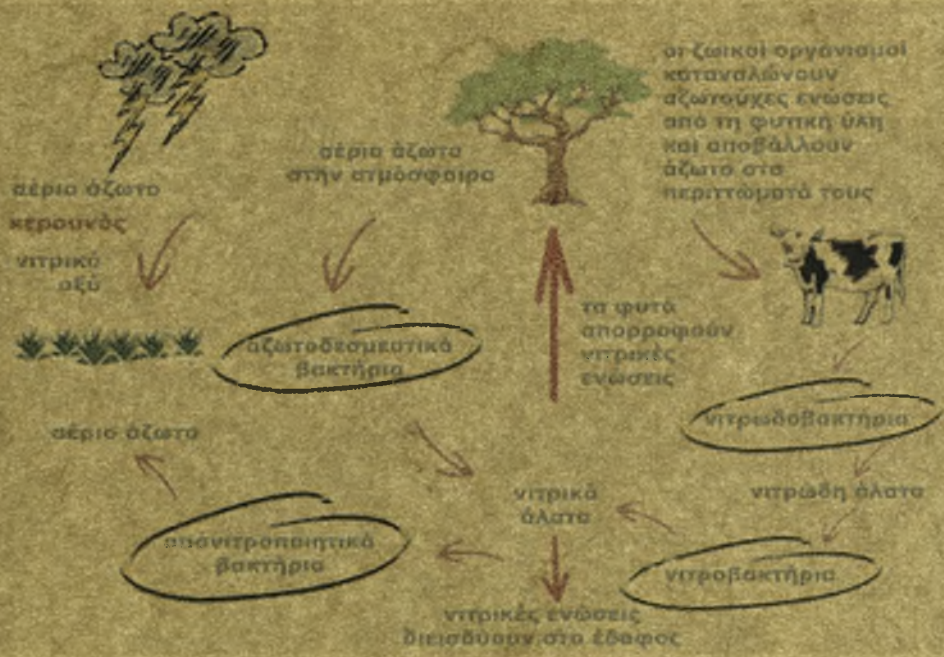 αέριο άζωτο
κεραυνός
νιτρικό
οξύ
αέριο άζωτο
στην ατμόσφαιρα
οι ζωικοί οργανισμοί
καταναλώνουν
αζωτούχες ενώσεις
από τη φυτική ύλη
και αποβάλλουν
άζωτο στα
περιττώματά τους
τα φυτά
απορροφούν
νιτρικές
ενώσεις
αζωτοδεσμευτικά
βακτήρια
νιτρωδοβακτήρια
αέριο άζωτο
νιτρικά
άλατα
νιτρώδη άλατα
απονιτροποιητικά
βακτήρια
νιτροβακτήρια
νιτρικές ενώσεις
διεισδύουν στο έδαφος